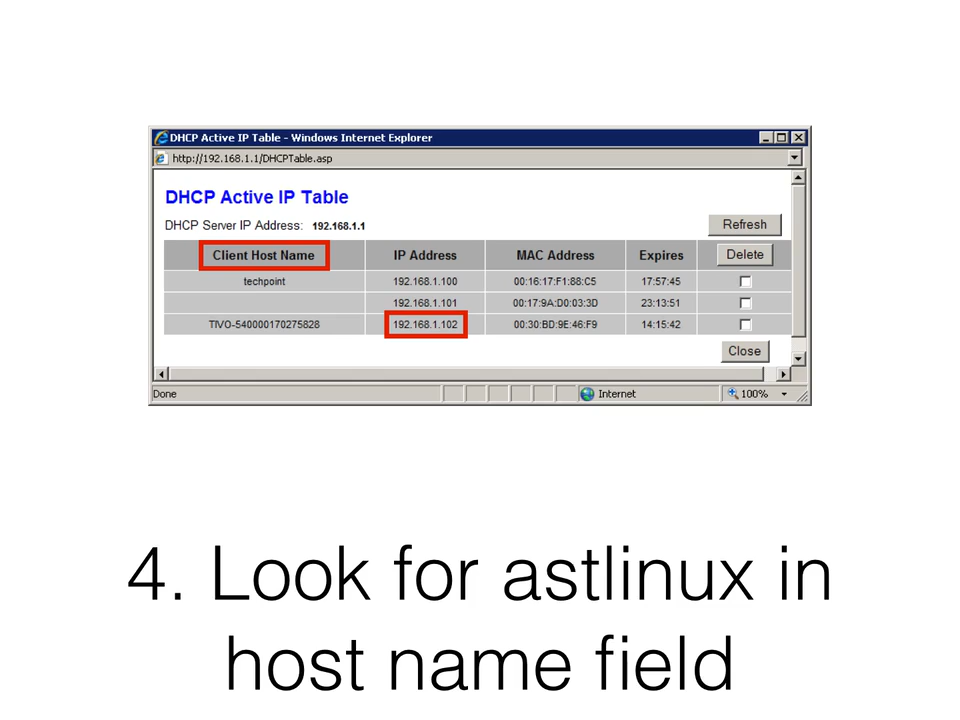 DHCP Active IP Table - Windows Internet Explorer
http://192.168.1.1/DHCPTable.asp
DHCP Active IP Table
DHCP Server IP Address: 192.168.1.1
Refresh
Client Host Name IP Address MAC Address Expires Delete
techpoint 192.168.1.100 00:16:17:F1:88:C5 17:57:45
192.168.1.101 00:17:9A:D0:03:3D 23:13:51
TIVO-540000170275828 192.168.1.102 00:30:BD:9E:46:F9 14:15:42
Close
Done Internet 100%
4. Look for astlinux in
host name field